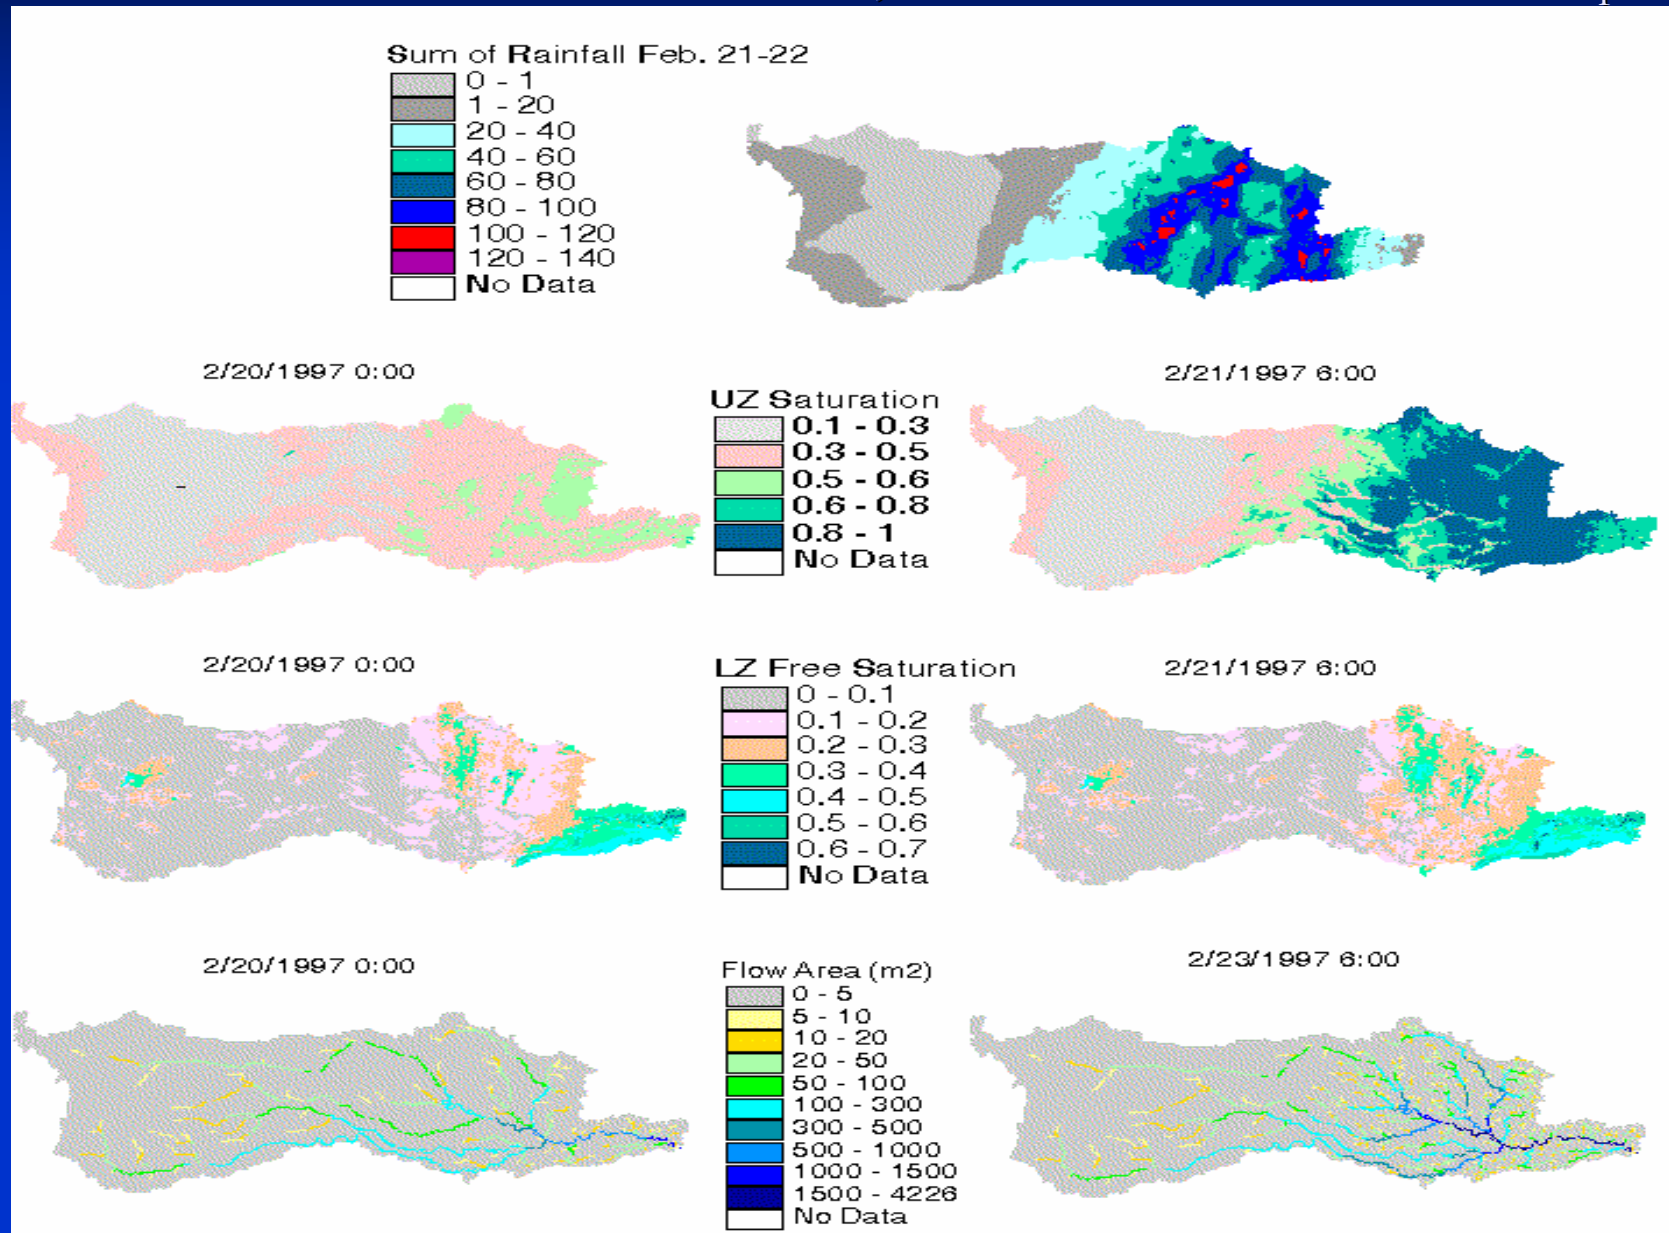 Sum of Rainfall Feb. 21-22
0 - 1
1 - 20
20 - 40
40 - 60
60 - 80
80 - 100
100 - 120
120 - 140
No Data
2/20/1997 0:00
UZ Saturation
0.1 - 0.3
0.3 - 0.5
0.5 - 0.6
0.6 - 0.8
0.8 - 1
No Data
2/21/1997 6:00
2/20/1997 0:00
LZ Free Saturation
0 - 0.1
0.1 - 0.2
0.2 - 0.3
0.3 - 0.4
0.4 - 0.5
0.5 - 0.6
0.6 - 0.7
No Data
2/21/1997 6:00
2/20/1997 0:00
Flow Area (m2)
0 - 5
5 - 10
10 - 20
20 - 50
50 - 100
100 - 300
300 - 500
500 - 1000
1000 - 1500
1500 - 4226
No Data
2/23/1997 6:00